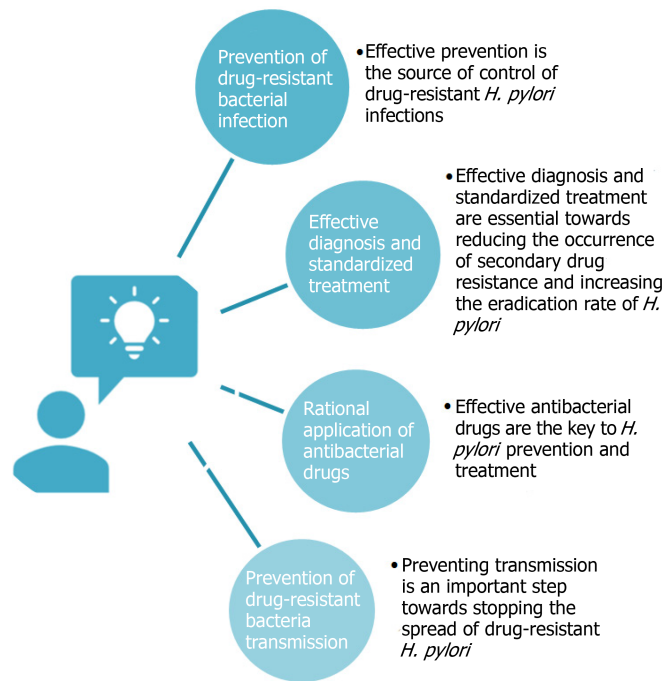 Prevention of
drug-resistant
bacterial
infection
•Effective prevention is
the source of control of
drug-resistant H. pylori
infections
Effective
diagnosis and
standardized
treatment
•Effective diagnosis and
standardized treatment
are essential towards
reducing the occurrence
of secondary drug
resistance and increasing
the eradication rate of H.
pylori
Rational
application of
antibacterial
drugs
•Effective antibacterial
drugs are the key to H.
pylori prevention and
treatment
Prevention of
drug-resistant
bacteria
transmission
•Preventing transmission
is an important step
towards stopping the
spread of drug-resistant
H. pylori